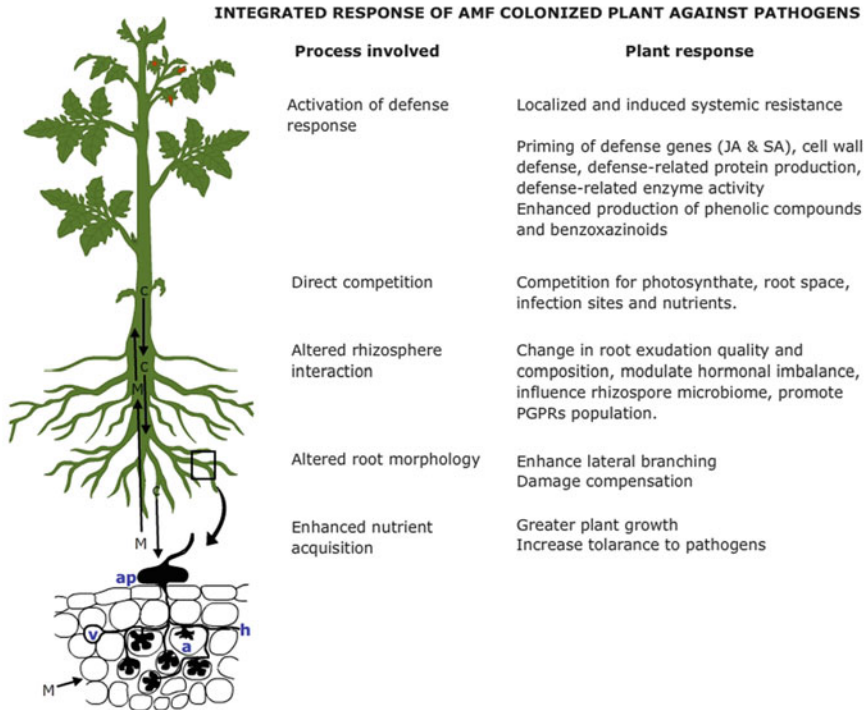 INTEGRATED RESPONSE OF AMF COLONIZED PLANT AGAINST PATHOGENS
Process involved
Plant response
Activation of defense
response
Localized and induced systemic resistance
Priming of defense genes (JA & SA), cell wall
defense, defense-related protein production,
defense-related enzyme activity
Enhanced production of phenolic compounds
and benzoxazinoids
Direct competition
Competition for photosynthate, root space,
infection sites and nutrients.
Altered rhizosphere
interaction
Change in root exudation quality and
composition, modulate hormonal imbalance,
influence rhizospore microbiome, promote
PGPRs population.
Altered root morphology
Enhance lateral branching
Damage compensation
Enhanced nutrient
acquisition
Greater plant growth
Increase tolarance to pathogens
C
C
M
C
M
ap
v
h
a
M